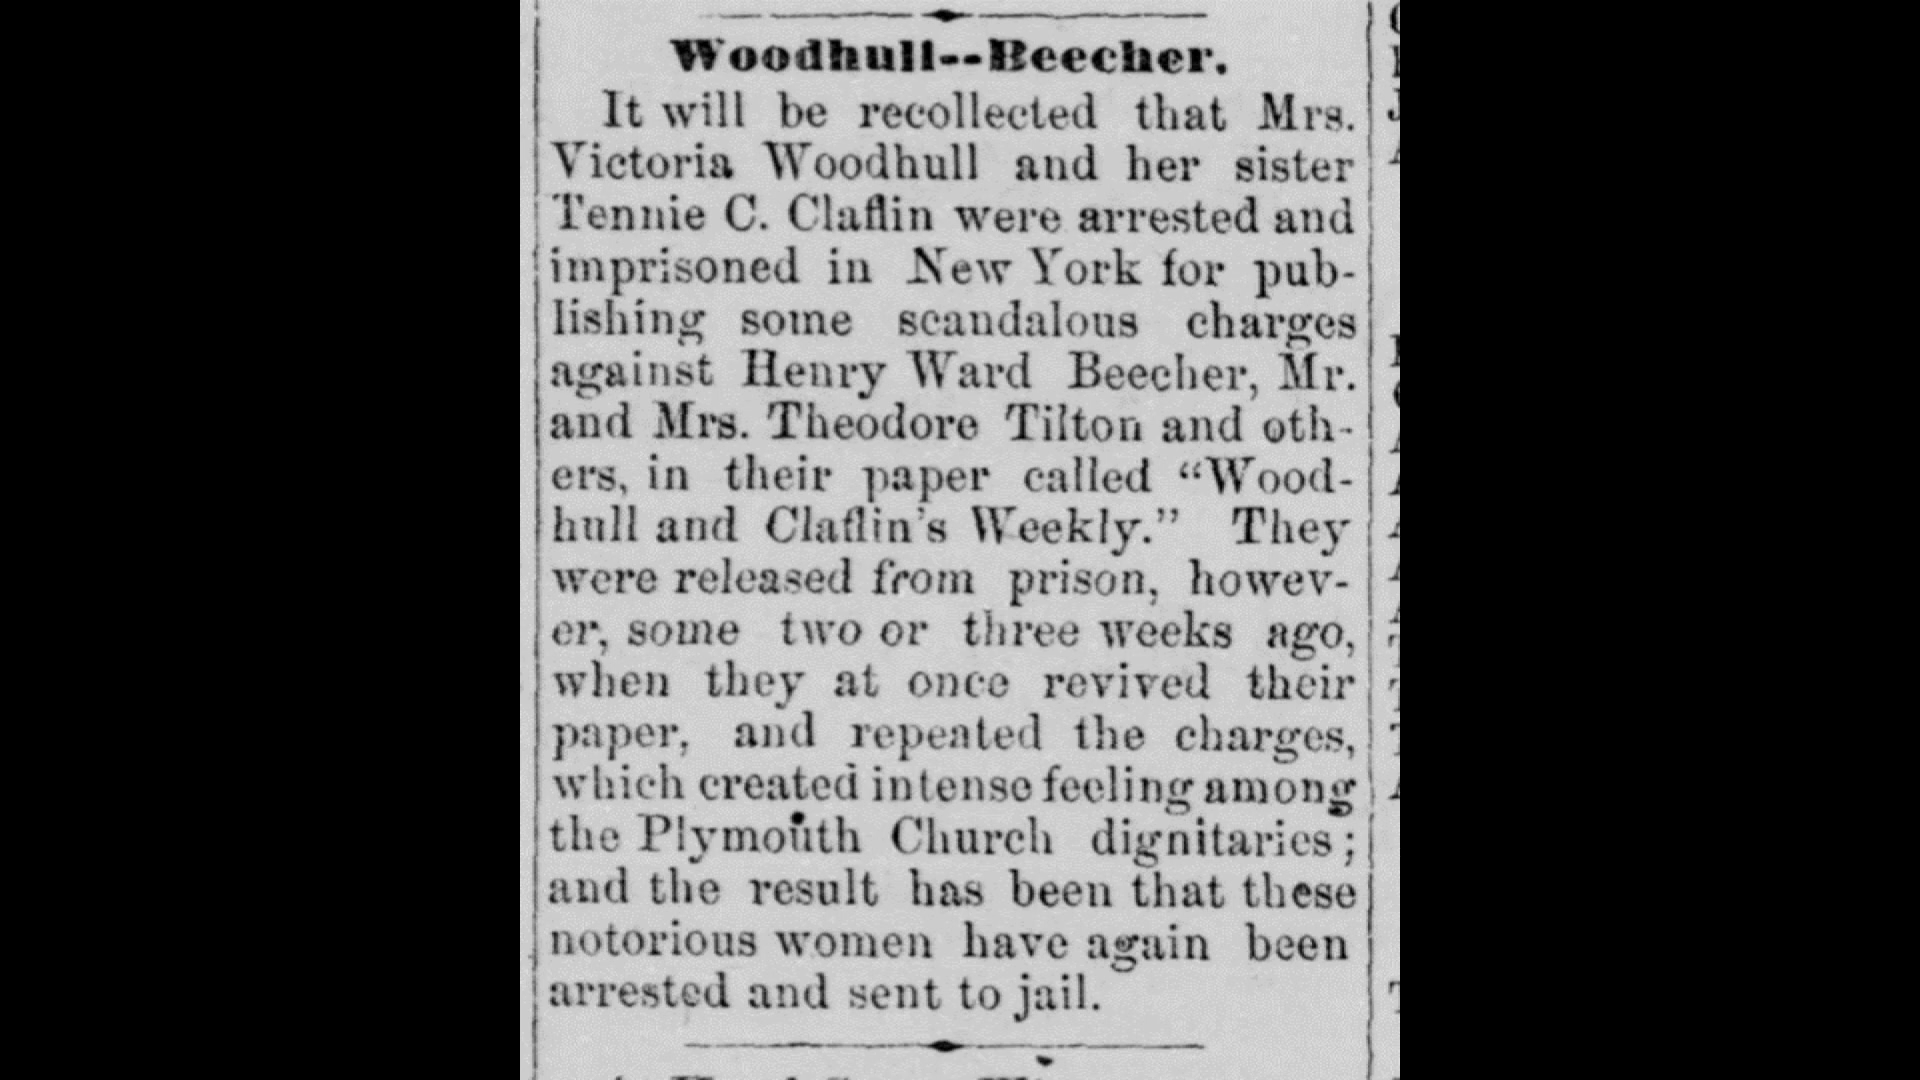 Woodhull--Beecher.
It will be recollected that Mrs.
Victoria Woodhull and her sister
Tennie C. Claflin were arrested and
imprisoned in New York for pub-
lishing some scandalous charges
against Henry Ward Beecher, Mr.
and Mrs. Theodore Tilton and oth-
ers, in their paper called “Wood-
hull and Claflin's Weekly.” They
were released from prison, howev-
er, some two or three weeks ago,
when they at once revived their
paper, and repeated the charges,
which created intense feeling among
the Plymouth Church dignitaries;
and the result has been that these
notorious women have again been
arrested and sent to jail.